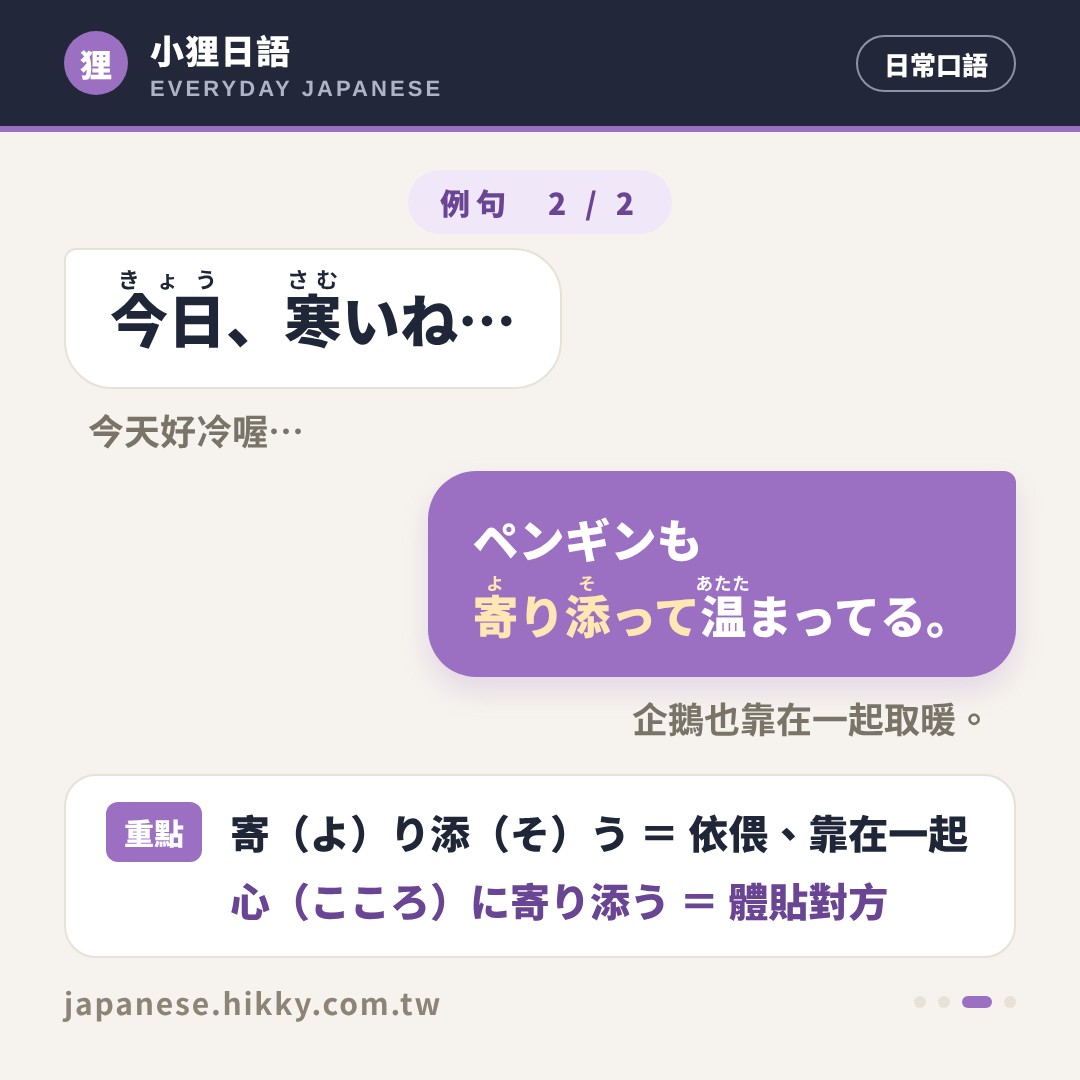 狸
小狸日語
EVERYDAY JAPANESE
日常口語
例句 2 / 2
きょう さむ
今日、寒いね…
今天好冷喔…
ペンギンも
よ そ あたた
寄り添って温まってる。
企鵝也靠在一起取暖。
重點
寄（よ）り添（そ）う ＝ 依偎、靠在一起
心（こころ）に寄り添う ＝ 體貼對方
japanese.hikky.com.tw